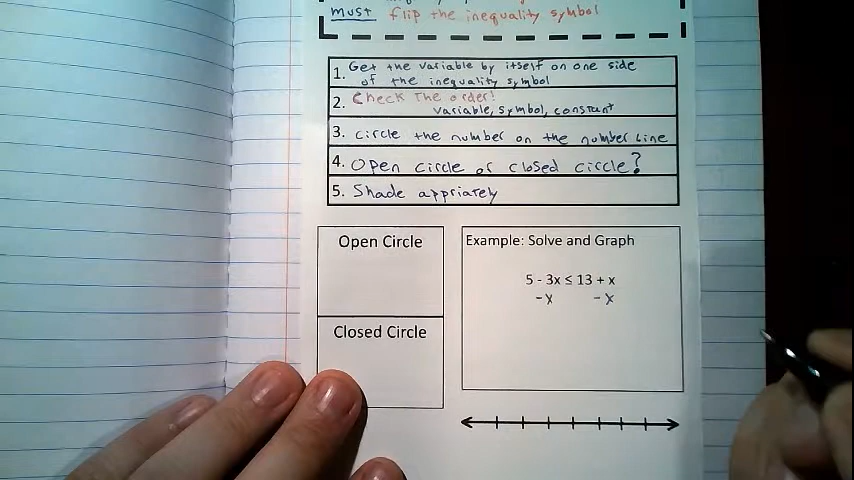 must flip the inequality symbol
1. Get the variable by itself on one side
of the inequality symbol
2. Check the order!
variable, symbol, constant
3. circle the number on the number line
4. Open circle or closed circle?
5. Shade appriately
Open Circle
Closed Circle
Example: Solve and Graph
5 - 3x ≤ 13 + x
-x -x